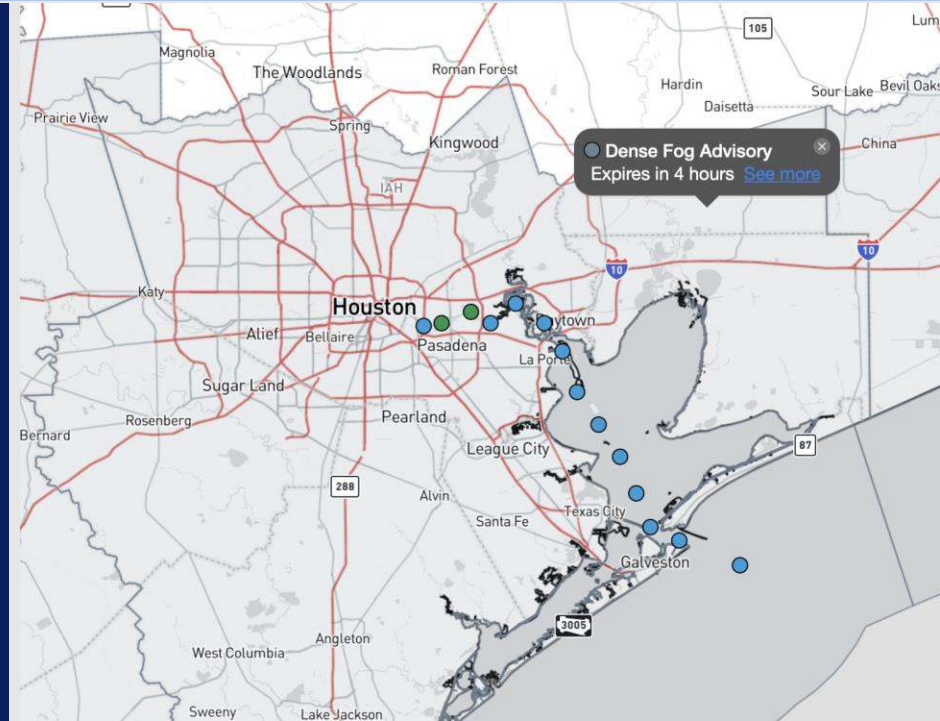 105
Lum
Magnolia
The Woodlands
Roman Forest
Hardin
Sour Lake
Bevil Oaks
Daisetta
Prairie View
Spring
Kingwood
China
Dense Fog Advisory
Expires in 4 hours See more
IAH
10
10
Katy
Houston
ytown
Alief
Bellaire
Pasadena
La Porte
Sugar Land
Pearland
Rosenberg
Bernard
League City
87
288
Alvin
Santa Fe
Texas City
Galveston
3005
Angleton
West Columbia
Sweeny
Lake Jackson